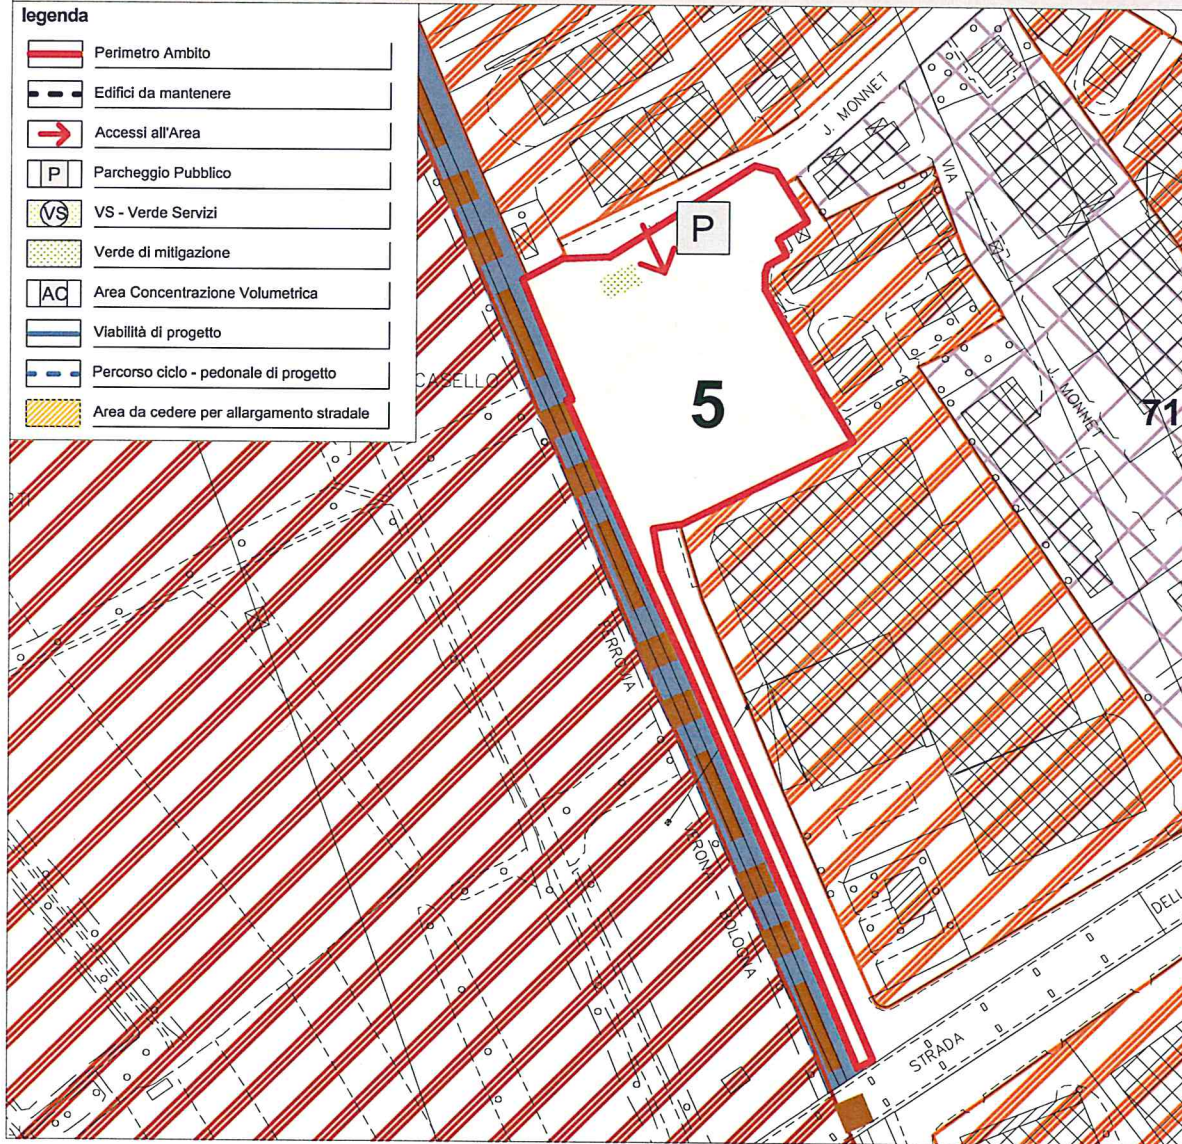 legenda
Perimetro Ambito
Edifici da mantenere
Accessi all'Area
P Parcheggio Pubblico
VS VS - Verde Servizi
Verde di mitigazione
AC Area Concentrazione Volumetrica
Viabilità di progetto
Percorso ciclo - pedonale di progetto
Area da cedere per allargamento stradale
J. MONNET
VIA
P
CASELLO
5
J. MONNET
71
FERROVIA
VERONA
BOLOGNA
STRADA